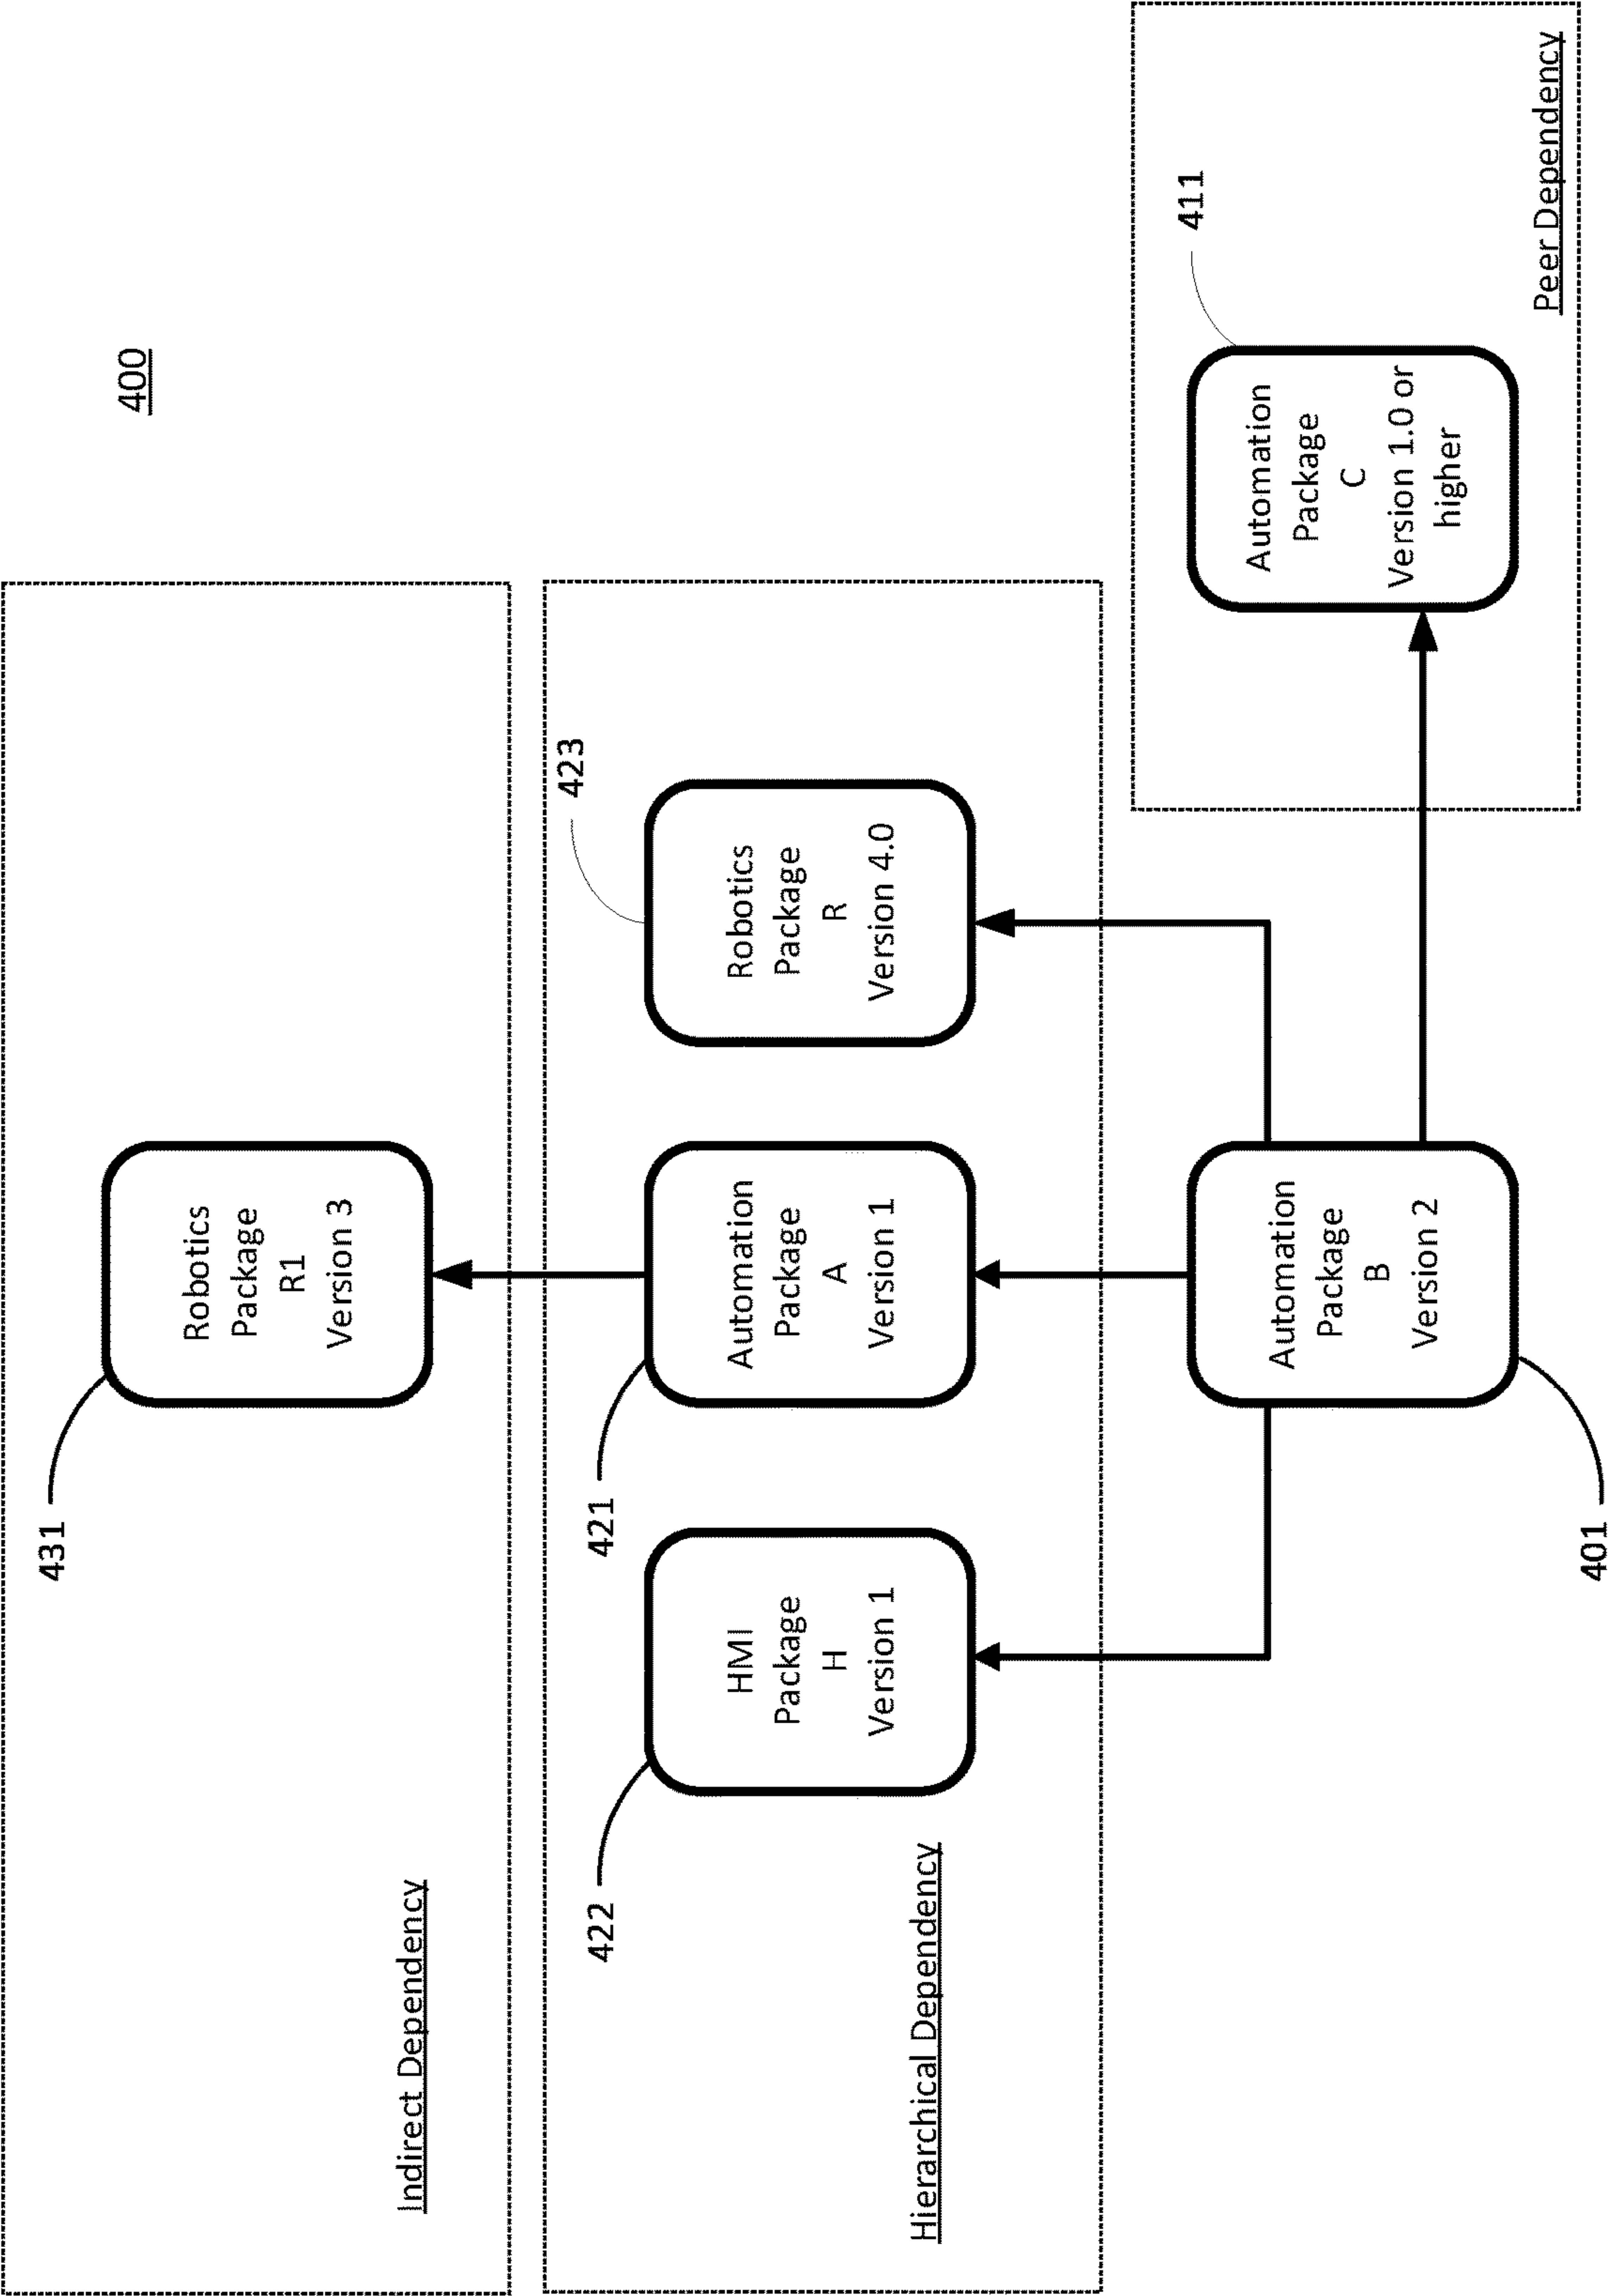 431
400
Robotics
Package
R1
Version 3
Indirect Dependency
422
HMI
Package
H
Version 1
421
Automation
Package
A
Version 1
423
Robotics
Package
R
Version 4.0
Hierarchical Dependency
Automation
Package
B
Version 2
401
411
Automation
Package
C
Version 1.0 or
higher
Peer Dependency